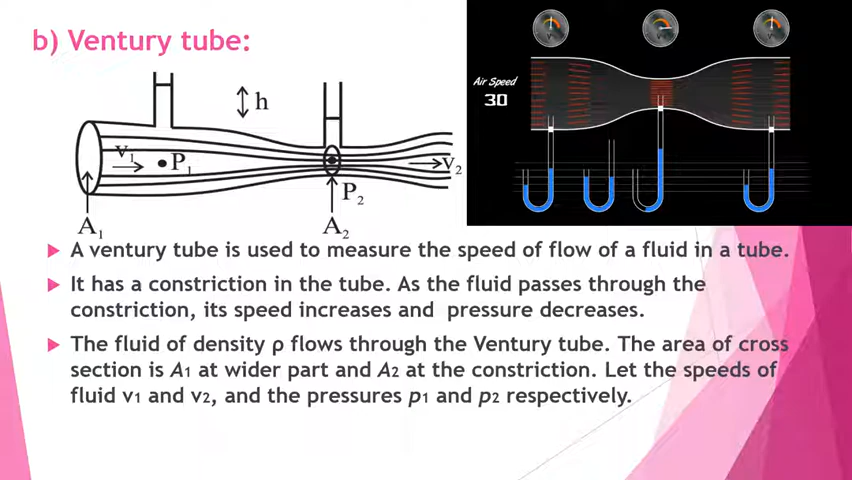 b) Ventury tube:
h
V1
P1
V2
P2
A1
A2
Air Speed
30
A ventury tube is used to measure the speed of flow of a fluid in a tube.
It has a constriction in the tube. As the fluid passes through the
constriction, its speed increases and pressure decreases.
The fluid of density ρ flows through the Ventury tube. The area of cross
section is A1 at wider part and A2 at the constriction. Let the speeds of
fluid v1 and v2, and the pressures p1 and p2 respectively.